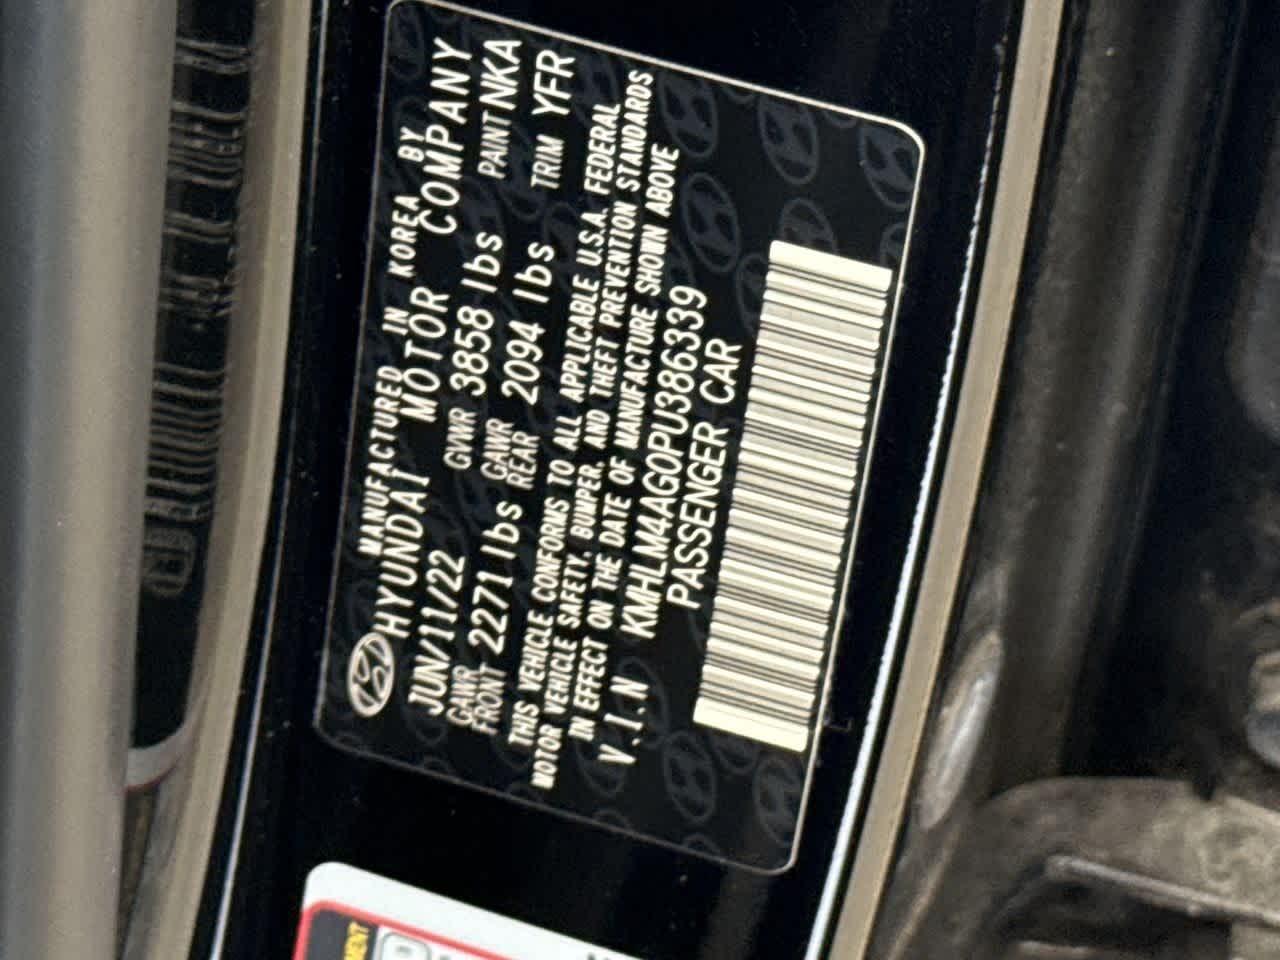 MANUFACTURED IN KOREA BY
HYUNDAI MOTOR COMPANY
JUN/11/22 GVWR 3858 lbs PAINT NKA
GAWR FRONT 2271 lbs GAWR REAR 2094 lbs TRIM YFR
THIS VEHICLE CONFORMS TO ALL APPLICABLE U.S.A. FEDERAL
MOTOR VEHICLE SAFETY, BUMPER, AND THEFT PREVENTION STANDARDS
IN EFFECT ON THE DATE OF MANUFACTURE SHOWN ABOVE
V.I.N KMHLM4AG0PU386339
PASSENGER CAR